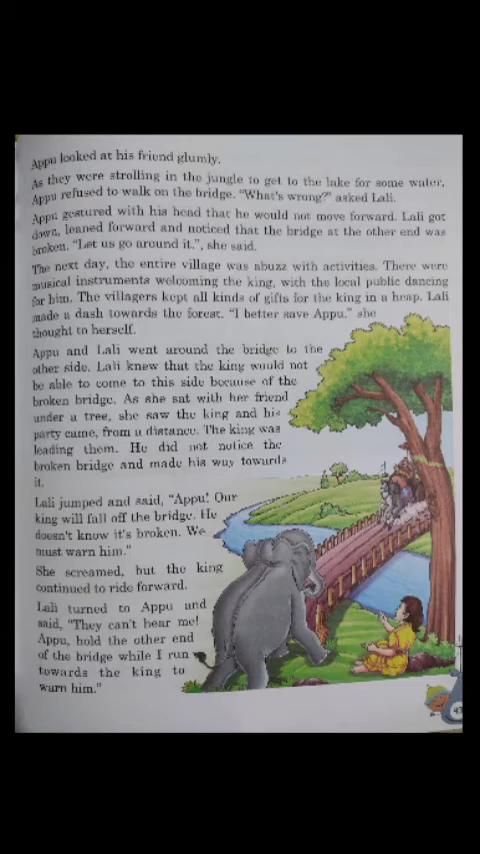 Appu looked at his friend glumly.
As they were strolling in the jungle to get to the lake for some water,
Appu refused to walk on the bridge. "What's wrong?" asked Lali.
Appu gestured with his head that he would not move forward. Lali got
down, leaned forward and noticed that the bridge at the other end was
broken. "Let us go around it.", she said.
The next day, the entire village was abuzz with activities. There were
musical instruments welcoming the king, with the local public dancing
for him. The villagers kept all kinds of gifts for the king in a heap. Lali
made a dash towards the forest. "I better save Appu," she
thought to herself.
Appu and Lali went around the bridge to the
other side. Lali knew that the king would not
be able to come to this side because of the
broken bridge. As she sat with her friend
under a tree, she saw the king and his
party came, from a distance. The king was
leading them. He did not notice the
broken bridge and made his way towards
it.
Lali jumped and said, "Appu! Our
king will fall off the bridge. He
doesn't know it's broken. We
must warn him."
She screamed, but the king
continued to ride forward.
Lali turned to Appu and
said, "They can't hear me!
Appu, hold the other end
of the bridge while I run
towards the king to
warn him."
43